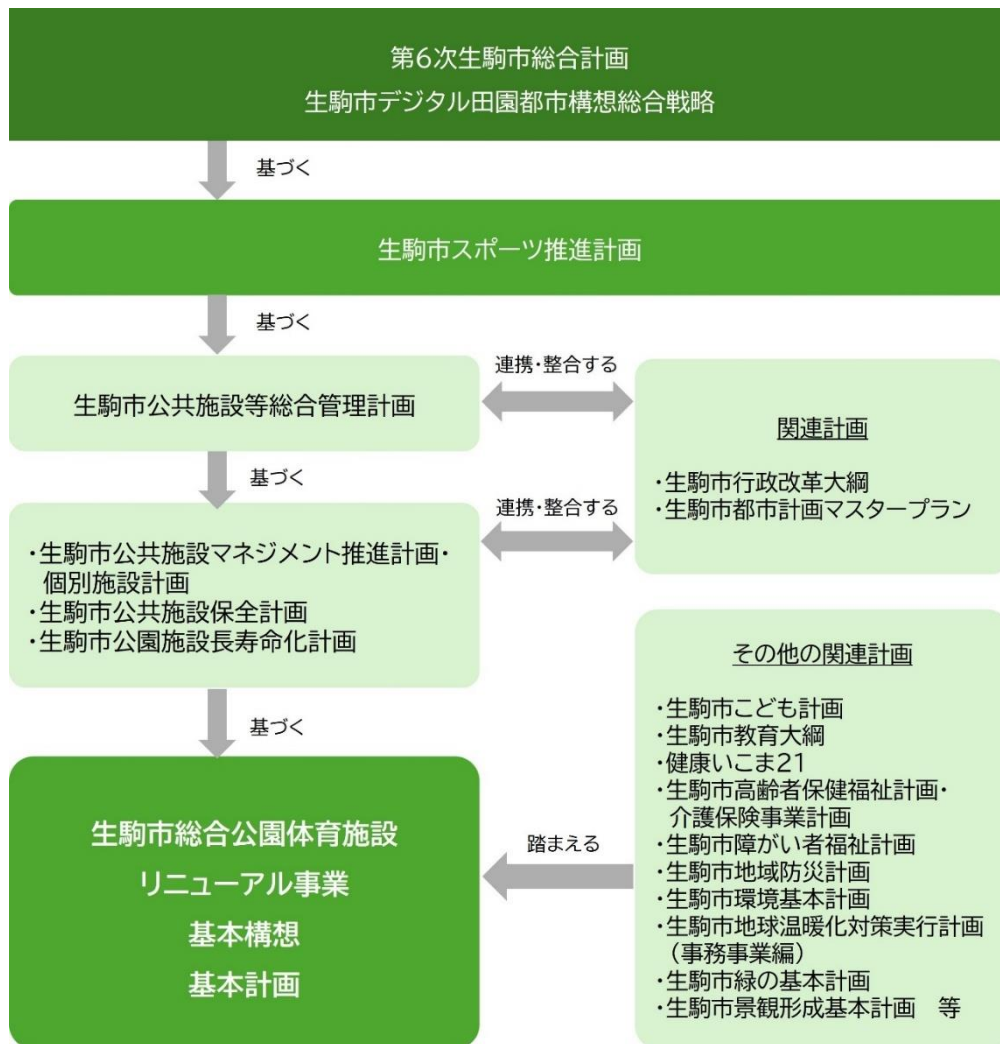 第6次生駒市総合計画
生駒市デジタル田園都市構想総合戦略
基づく
生駒市スポーツ推進計画
基づく
生駒市公共施設等総合管理計画
連携・整合する
関連計画
・生駒市行政改革大綱
・生駒市都市計画マスタープラン
基づく
連携・整合する
・生駒市公共施設マネジメント推進計画・
個別施設計画
・生駒市公共施設保全計画
・生駒市公園施設長寿命化計画
基づく
その他の関連計画
・生駒市こども計画
・生駒市教育大綱
・健康いこま21
・生駒市高齢者保健福祉計画・
介護保険事業計画
・生駒市障がい者福祉計画
・生駒市地域防災計画
・生駒市環境基本計画
・生駒市地球温暖化対策実行計画
（事務事業編）
・生駒市緑の基本計画
・生駒市景観形成基本計画　等
踏まえる
生駒市総合公園体育施設
リニューアル事業
基本構想
基本計画